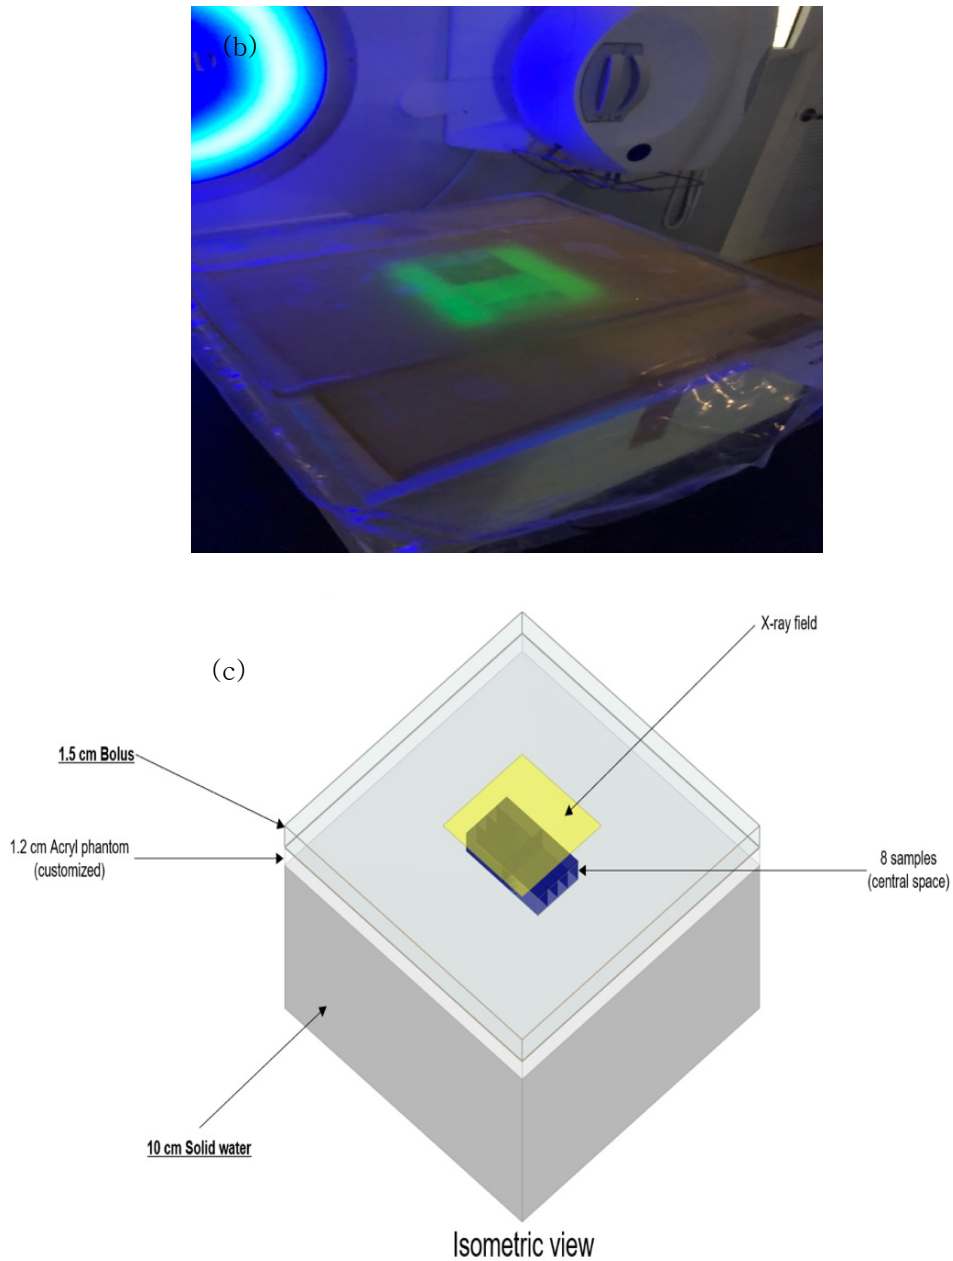 (b)
(c)
X-ray field
1.5 cm Bolus
1.2 cm Acryl phantom
(customized)
8 samples
(central space)
10 cm Solid water
Isometric view